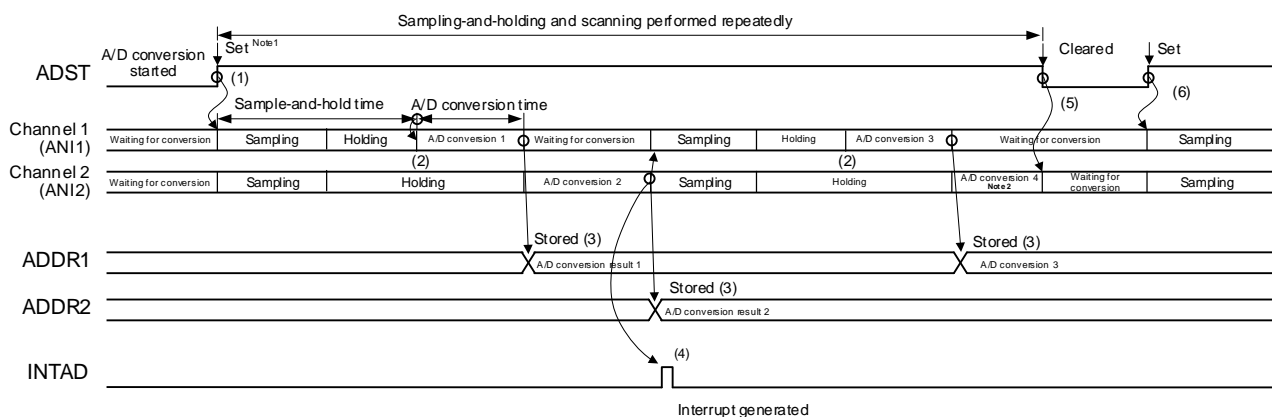 Sampling-and-holding and scanning performed repeatedly
A/D conversion
started
Set Note1
Cleared
Set
ADST
(1)
(5)
(6)
Sample-and-hold time
A/D conversion time
Channel 1
(ANI1)
Waiting for conversion
Sampling
Holding
A/D conversion 1
Waiting for conversion
Sampling
Holding
A/D conversion 3
Waiting for conversion
Sampling
(2)
(2)
Channel 2
(ANI2)
Waiting for conversion
Sampling
Holding
A/D conversion 2
Sampling
Holding
A/D conversion 4
Note 2
Waiting for
conversion
Sampling
Stored (3)
Stored (3)
ADDR1
A/D conversion result 1
A/D conversion 3
Stored (3)
ADDR2
A/D conversion result 2
(4)
INTAD
Interrupt generated